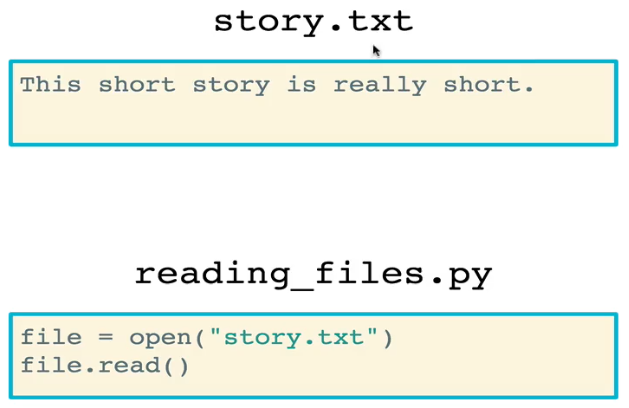 story.txt
This short story is really short.
reading_files.py
file = open("story.txt")
file.read()